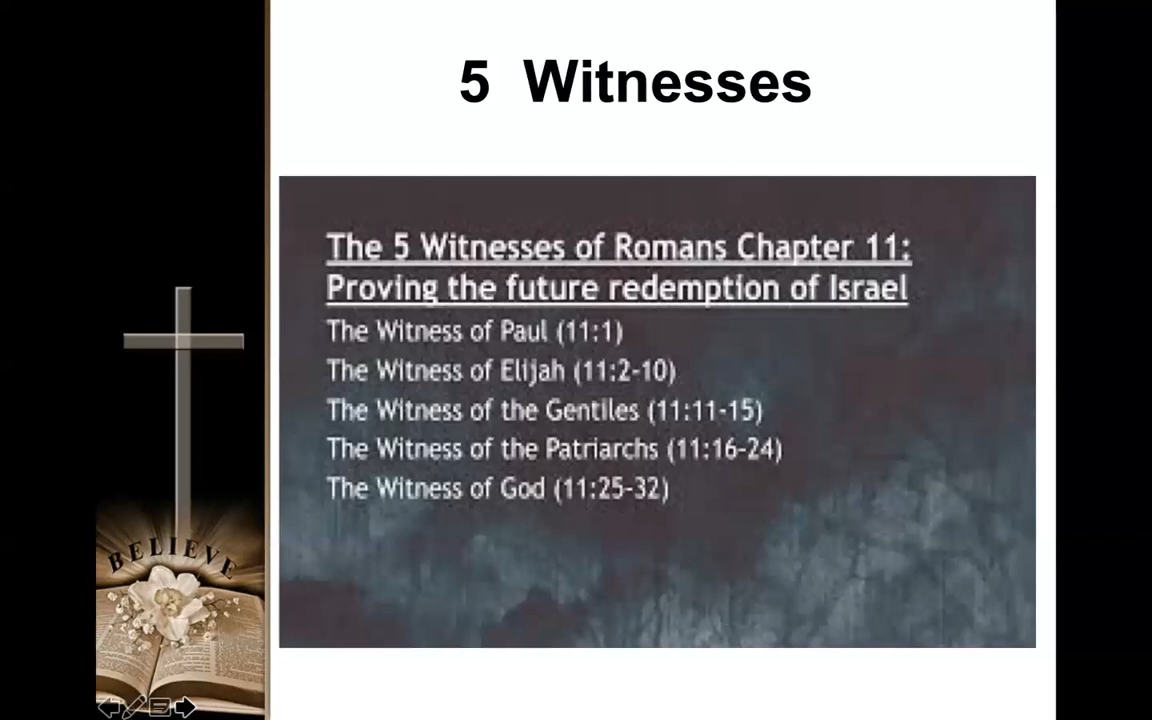 5 Witnesses
The 5 Witnesses of Romans Chapter 11:
Proving the future redemption of Israel
The Witness of Paul (11:1)
The Witness of Elijah (11:2-10)
The Witness of the Gentiles (11:11-15)
The Witness of the Patriarchs (11:16-24)
The Witness of God (11:25-32)
BELIEVE